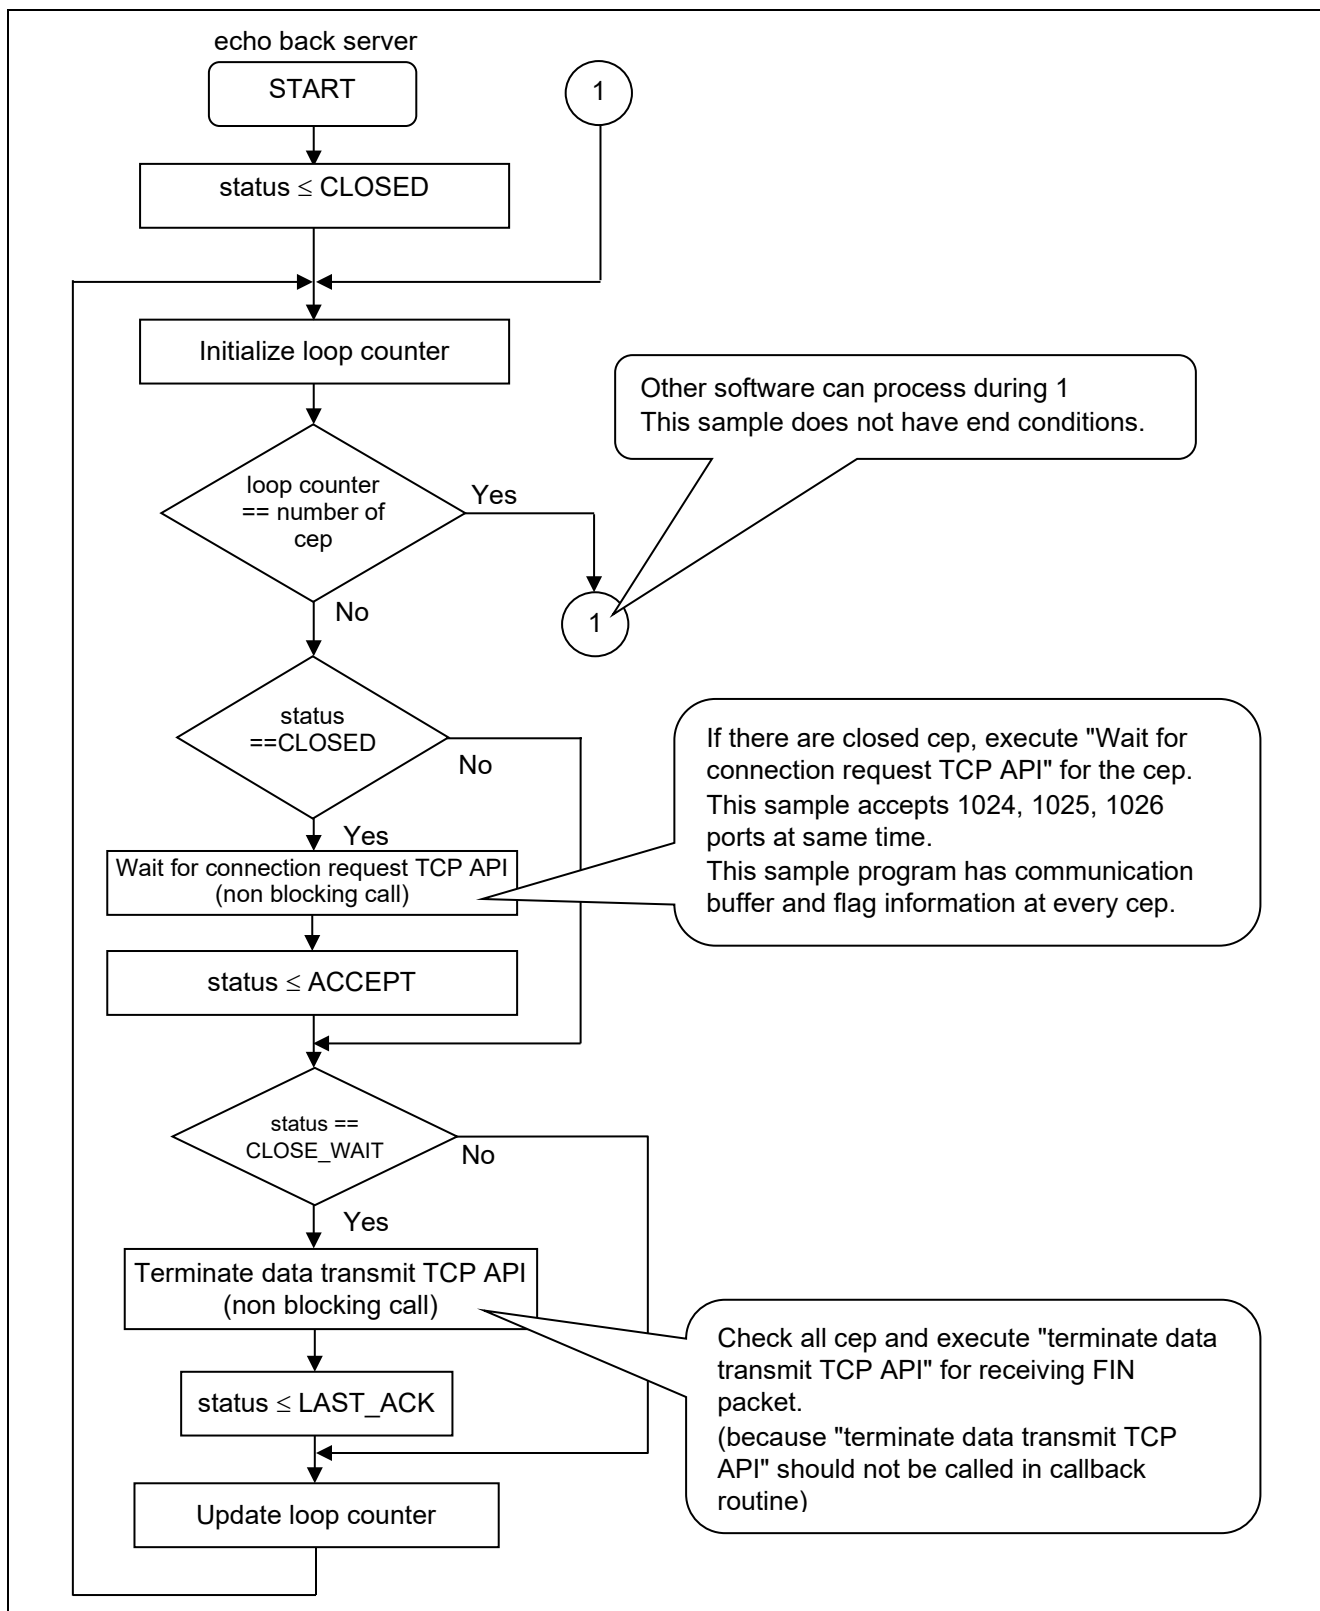 echo back server
START
1
status ≤ CLOSED
Initialize loop counter
Other software can process during 1
This sample does not have end conditions.
loop counter
== number of
cep
Yes
1
No
status
==CLOSED
No
Yes
If there are closed cep, execute "Wait for
connection request TCP API" for the cep.
This sample accepts 1024, 1025, 1026
ports at same time.
This sample program has communication
buffer and flag information at every cep.
Wait for connection request TCP API
(non blocking call)
status ≤ ACCEPT
status ==
CLOSE_WAIT
No
Yes
Terminate data transmit TCP API
(non blocking call)
Check all cep and execute "terminate data
transmit TCP API" for receiving FIN
packet.
(because "terminate data transmit TCP
API" should not be called in callback
routine)
status ≤ LAST_ACK
Update loop counter